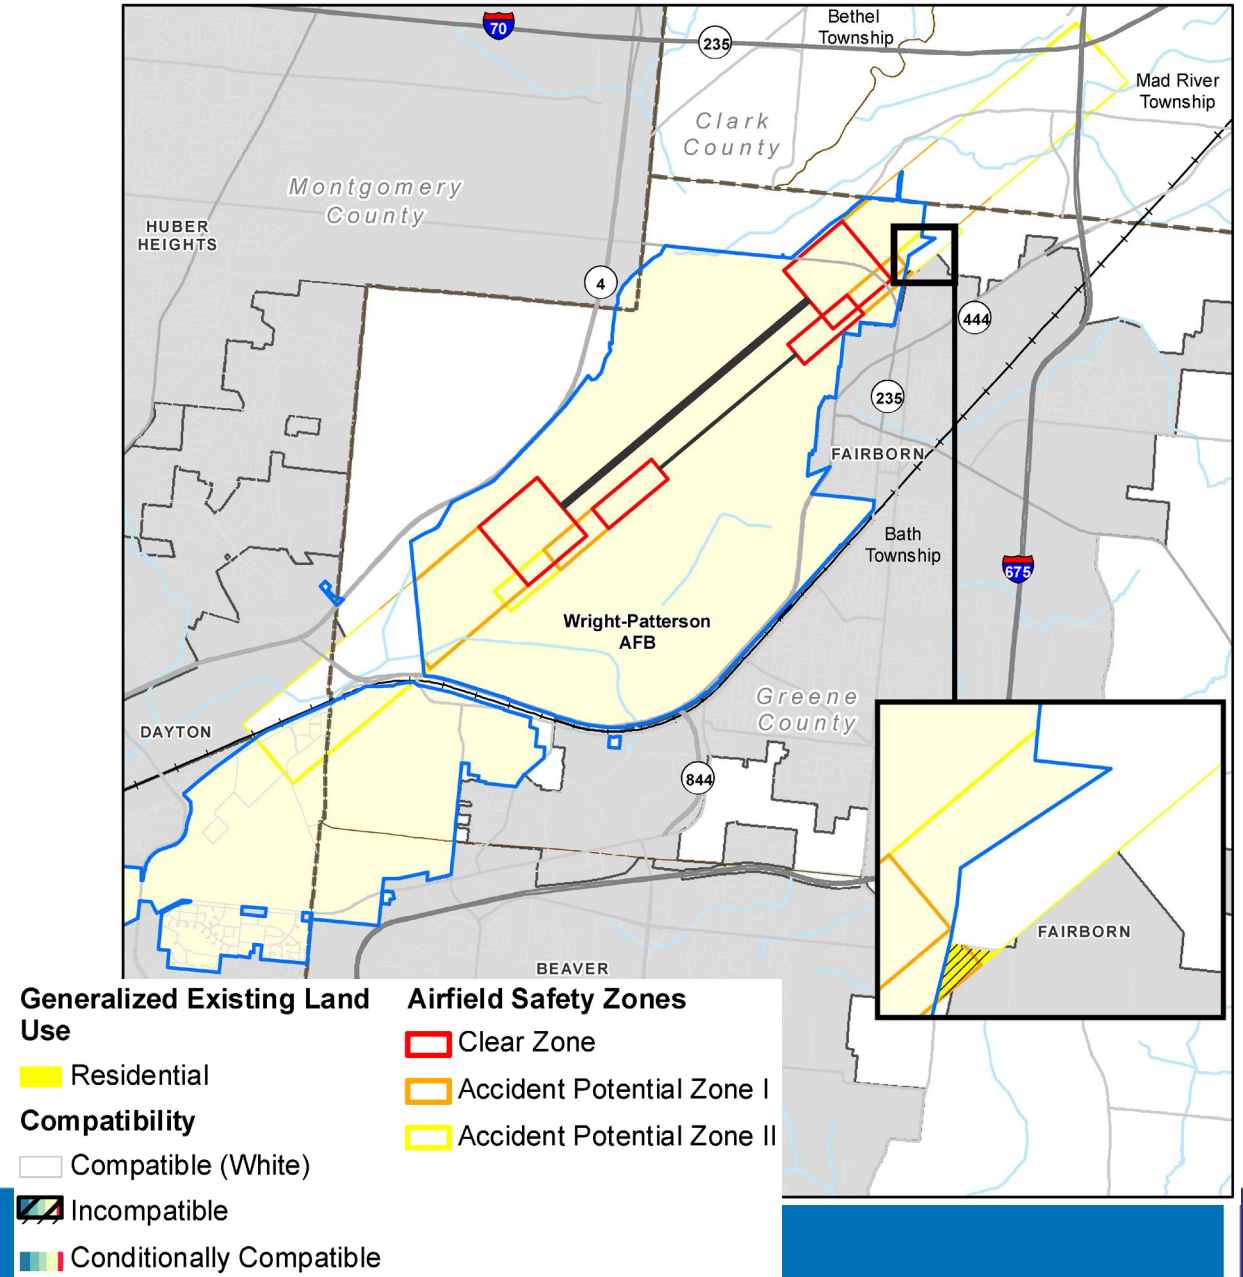 70
235
Bethel
Township
Mad River
Township
Clark
County
Montgomery
County
HUBER
HEIGHTS
4
444
235
FAIRBORN
Bath
Township
675
Wright-Patterson
AFB
Greene
County
DAYTON
844
FAIRBORN
BEAVER
Generalized Existing Land
Use
Residential
Compatibility
Compatible (White)
Incompatible
Conditionally Compatible
Airfield Safety Zones
Clear Zone
Accident Potential Zone I
Accident Potential Zone II